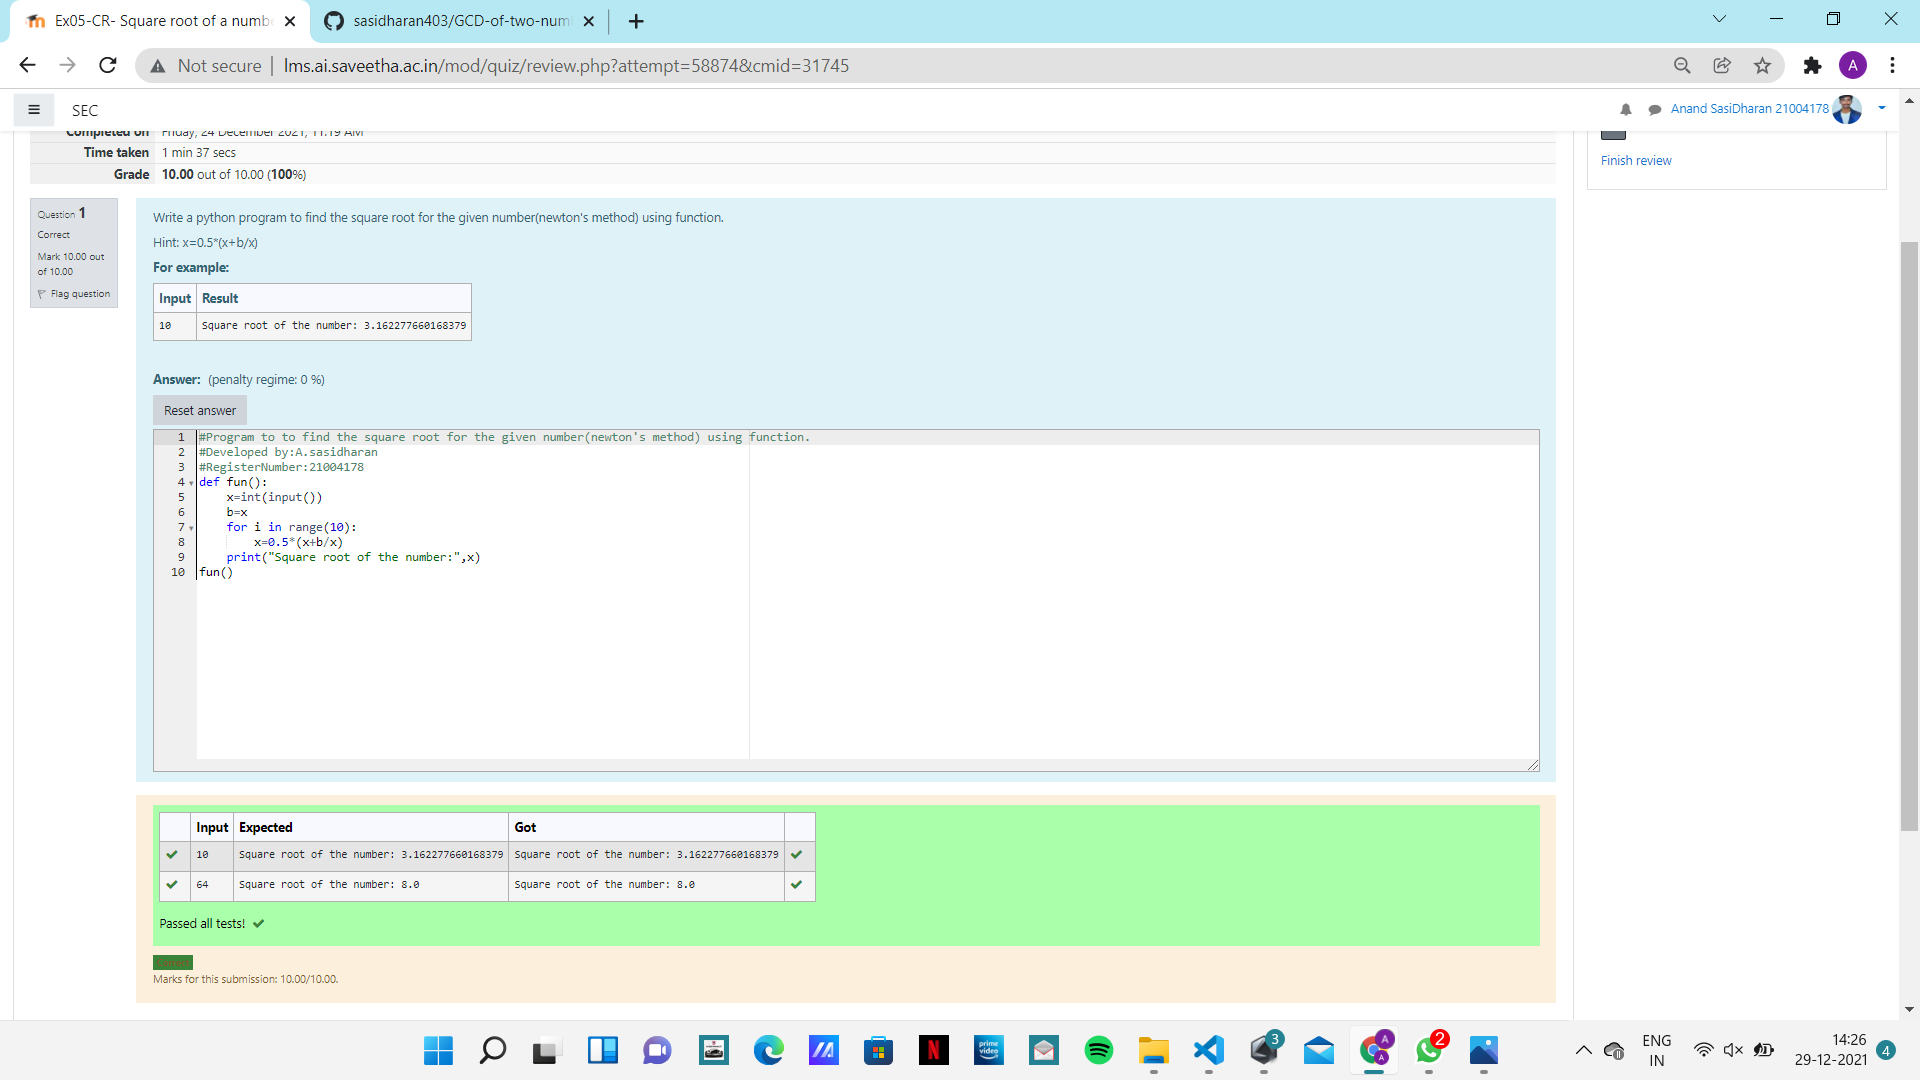 Ex05-CR- Square root of a numbe
sasidharan403/GCD-of-two-num
Not secure
lms.ai.saveetha.ac.in/mod/quiz/review.php?attempt=58874&cmid=31745
A
SEC
Anand SasiDharan 21004178
Completed on Friday, 24 December 2021, 11:19 AM
Time taken 1 min 37 secs
Grade 10.00 out of 10.00 (100%)
Finish review
Question 1
Correct
Mark 10.00 out
of 10.00
Flag question
Write a python program to find the square root for the given number(newton's method) using function.
Hint: x=0.5*(x+b/x)
For example:
Input Result
10 Square root of the number: 3.162277660168379
Answer: (penalty regime: 0 %)
Reset answer
1 #Program to to find the square root for the given number(newton's method) using function.
2 #Developed by:A.sasidharan
3 #RegisterNumber:21004178
4 def fun():
5 x=int(input())
6 b=x
7 for i in range(10):
8 x=0.5*(x+b/x)
9 print("Square root of the number:",x)
10 fun()
Input Expected Got
10 Square root of the number: 3.162277660168379 Square root of the number: 3.162277660168379
64 Square root of the number: 8.0 Square root of the number: 8.0
Passed all tests!
Marks for this submission: 10.00/10.00.
prime video
N
3
A
A
2
ENG
IN
14:26
29-12-2021
4